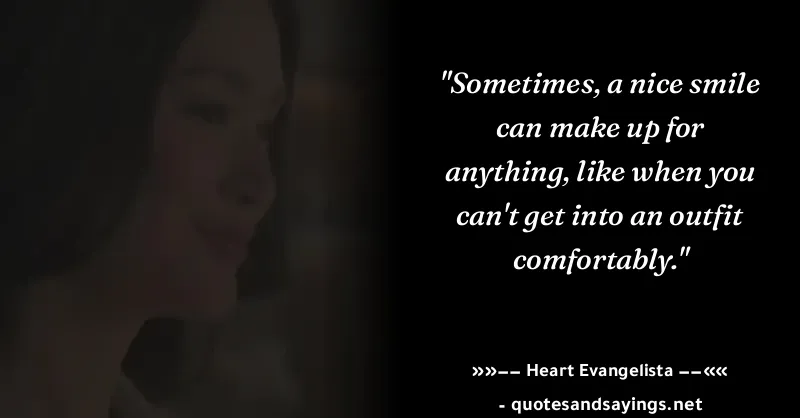 "Sometimes, a nice smile
can make up for
anything, like when you
can't get into an outfit
comfortably."
»»—— Heart Evangelista ——««
- quotesandsayings.net